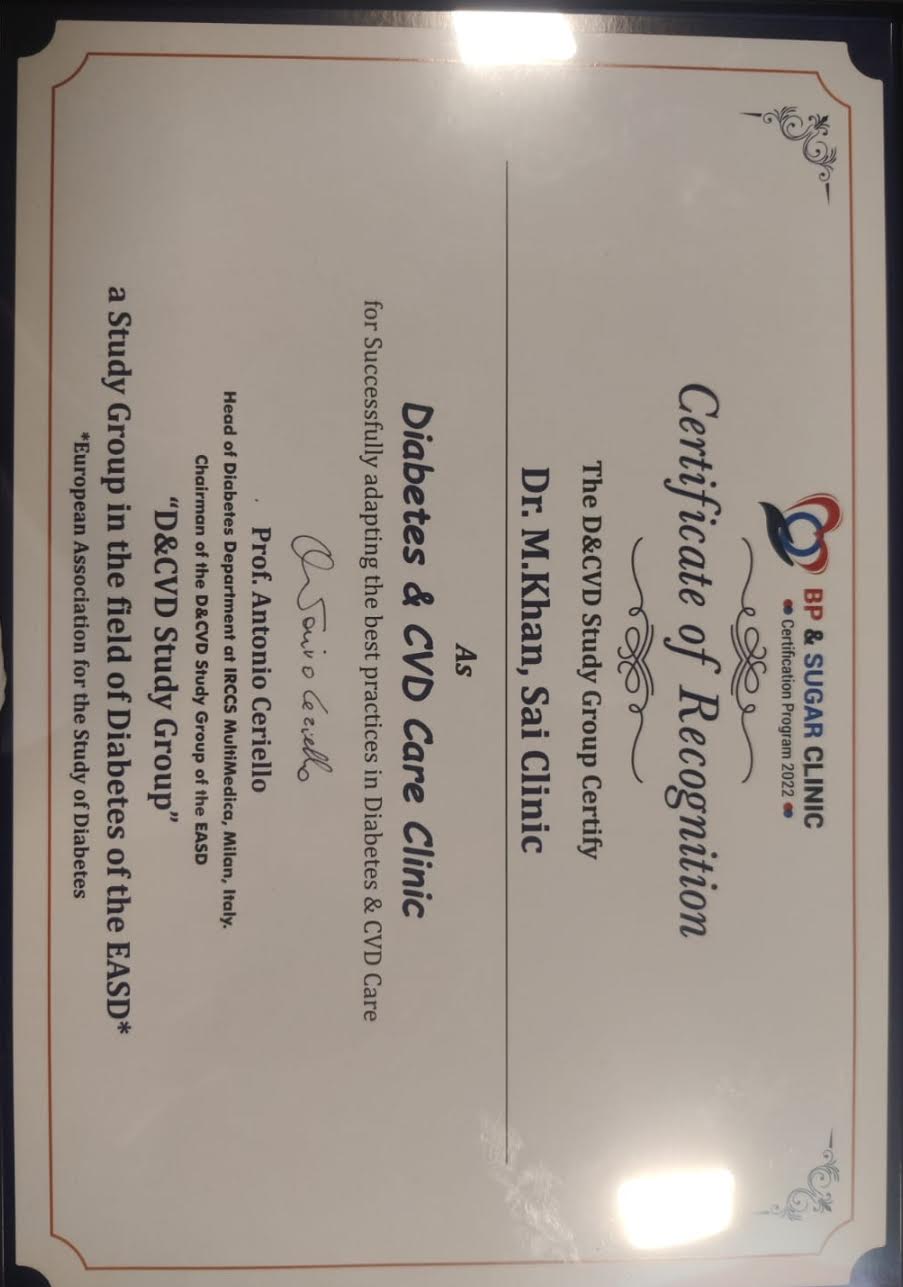 BP & SUGAR CLINIC
Certification Program 2022
Certificate of Recognition
The D&CVD Study Group Certify
Dr. M.Khan, Sai Clinic
As
Diabetes & CVD Care Clinic
for Successfully adapting the best practices in Diabetes & CVD Care
Antonio Ceriello
Prof. Antonio Ceriello
Head of Diabetes Department at IRCCS MultiMedica, Milan, Italy.
Chairman of the D&CVD Study Group of the EASD
“D&CVD Study Group”
a Study Group in the field of Diabetes of the EASD*
*European Association for the Study of Diabetes